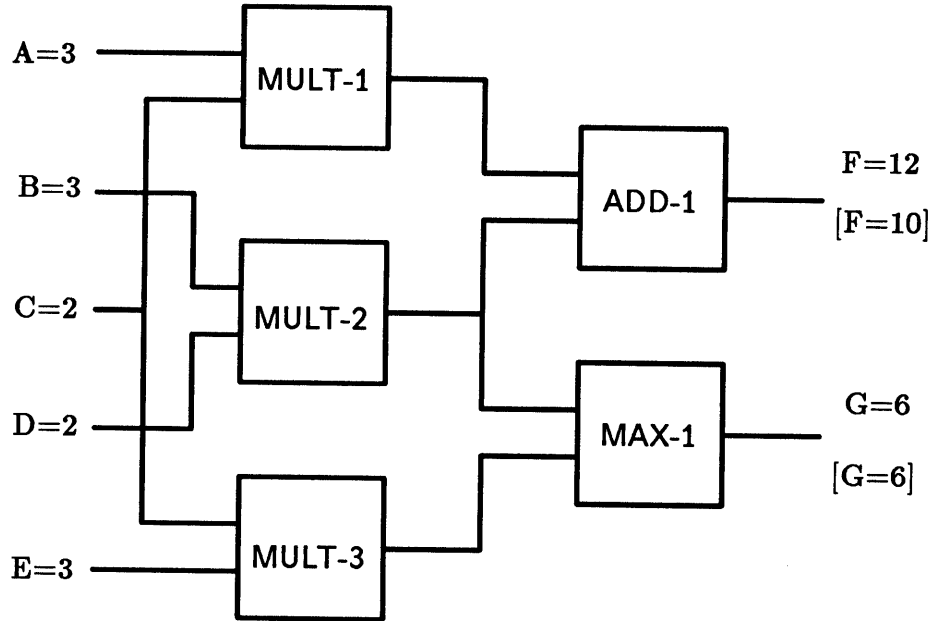 A=3
MULT-1
F=12
B=3
ADD-1
[F=10]
C=2
MULT-2
D=2
G=6
MAX-1
[G=6]
E=3
MULT-3